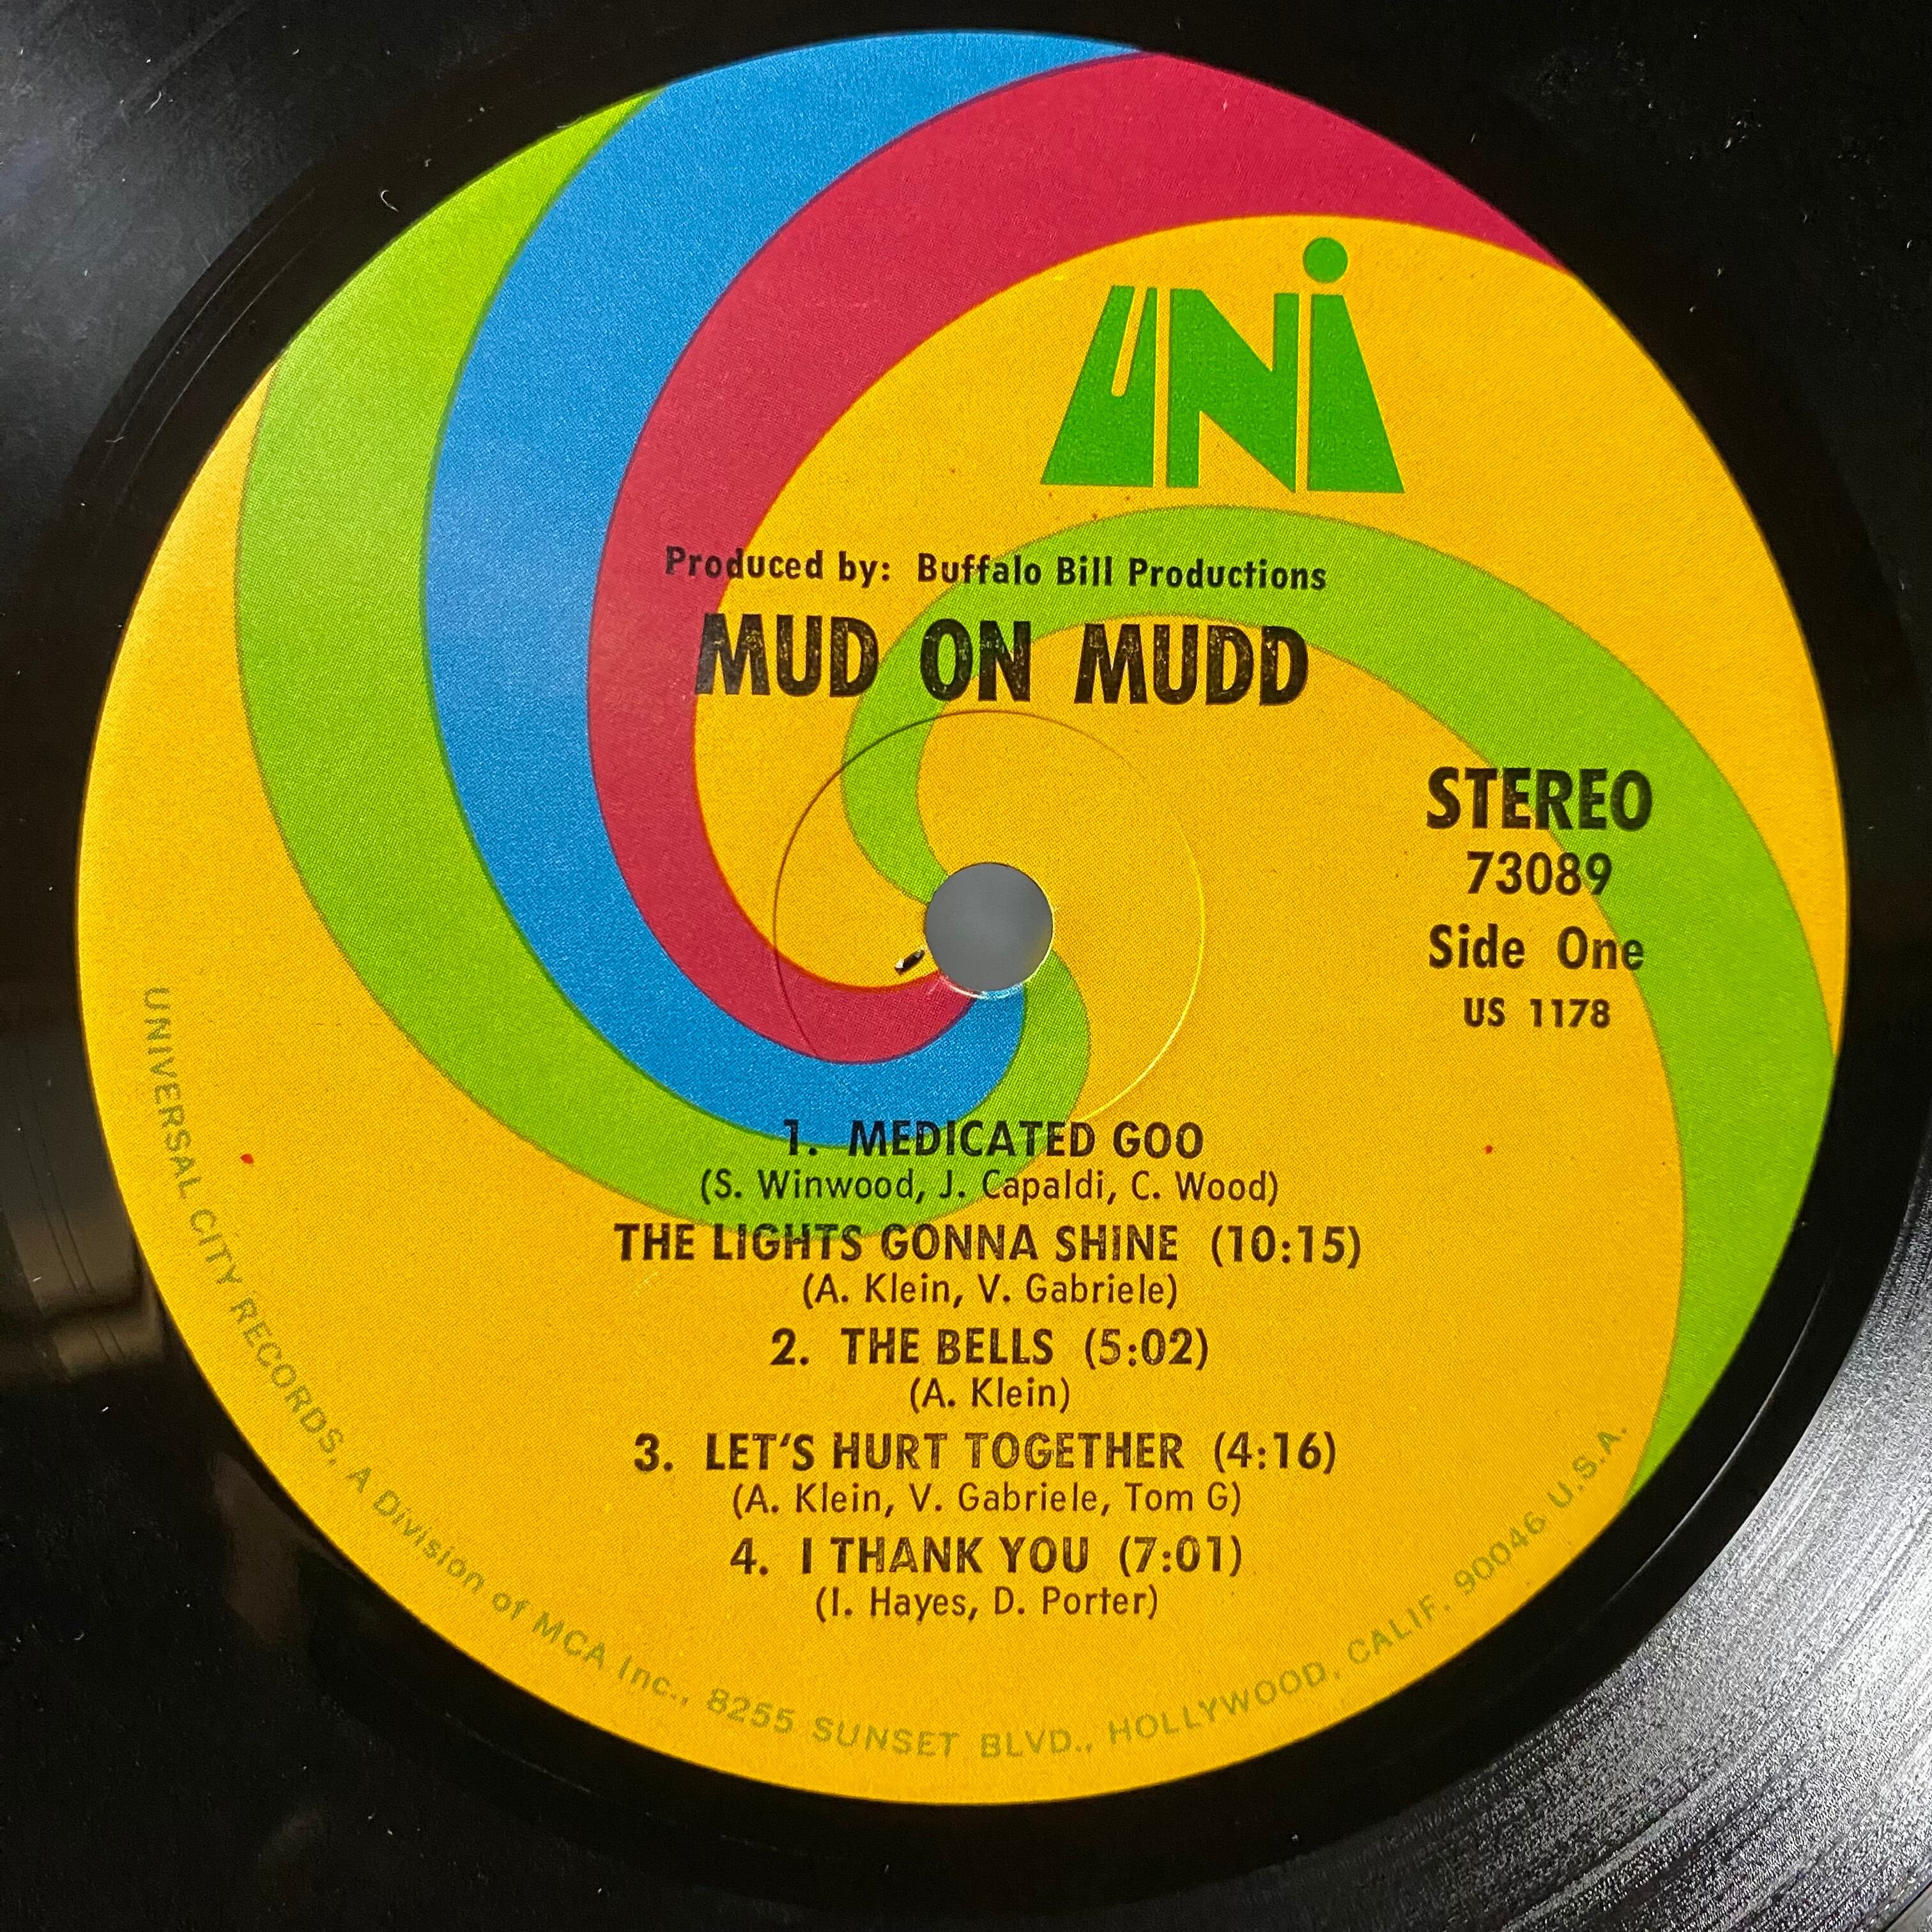 UNi
Produced by: Buffalo Bill Productions
MUD ON MUDD
STEREO
73089
Side One
US 1178
1. MEDICATED GOO
(S. Winwood, J. Capaldi, C. Wood)
THE LIGHTS GONNA SHINE (10:15)
(A. Klein, V. Gabriele)
2. THE BELLS (5:02)
(A. Klein)
3. LET'S HURT TOGETHER (4:16)
(A. Klein, V. Gabriele, Tom G)
4. I THANK YOU (7:01)
(I. Hayes, D. Porter)
UNIVERSAL CITY RECORDS, A Division of MCA Inc., 8255 SUNSET BLVD., HOLLYWOOD, CALIF. 90046 U.S.A.